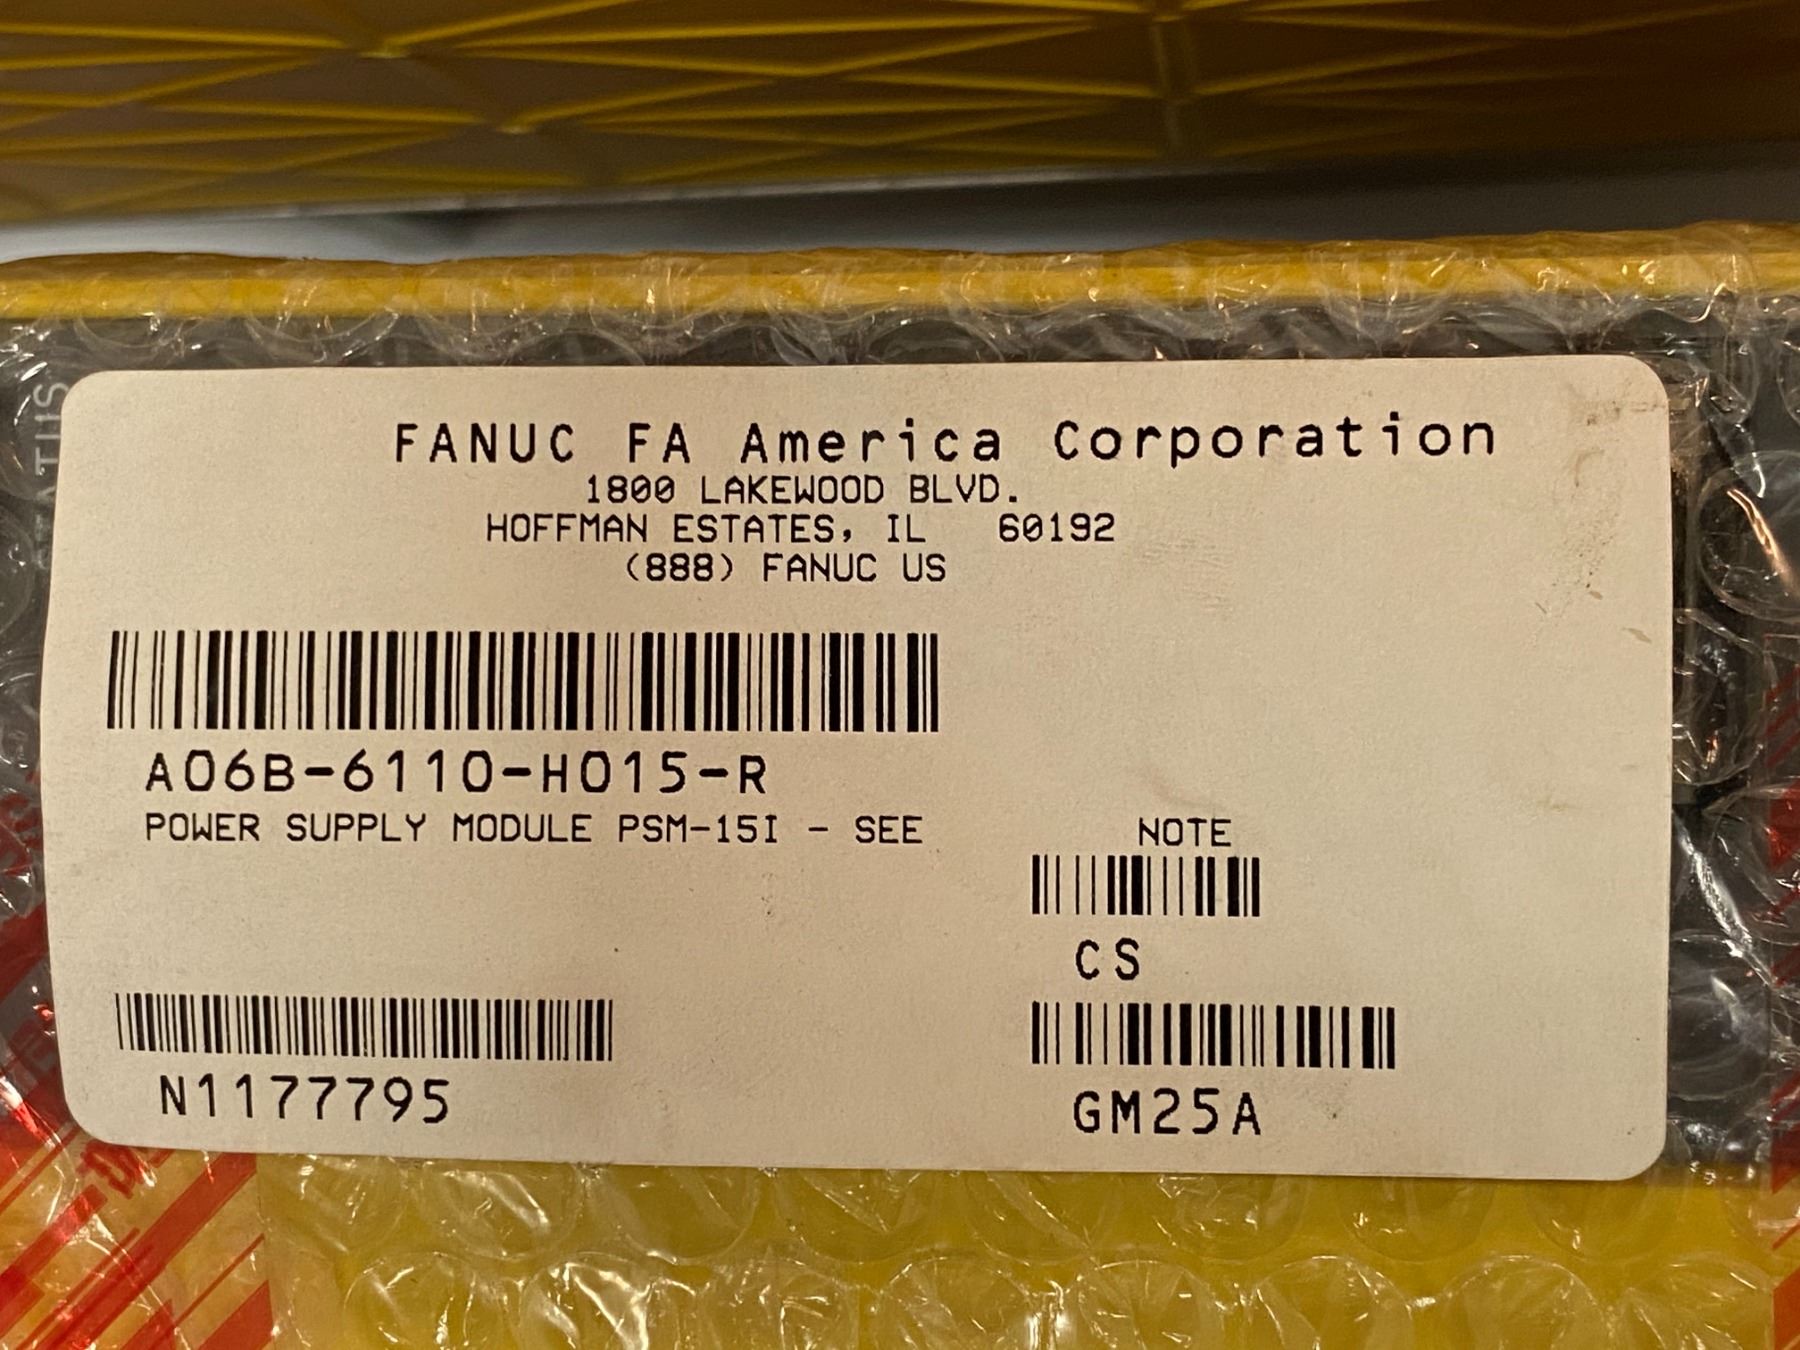 FANUC FA America Corporation
1800 LAKEWOOD BLVD.
HOFFMAN ESTATES, IL 60192
(888) FANUC US
A06B-6110-H015-R
POWER SUPPLY MODULE PSM-15I - SEE NOTE
CS
N1177795
GM25A